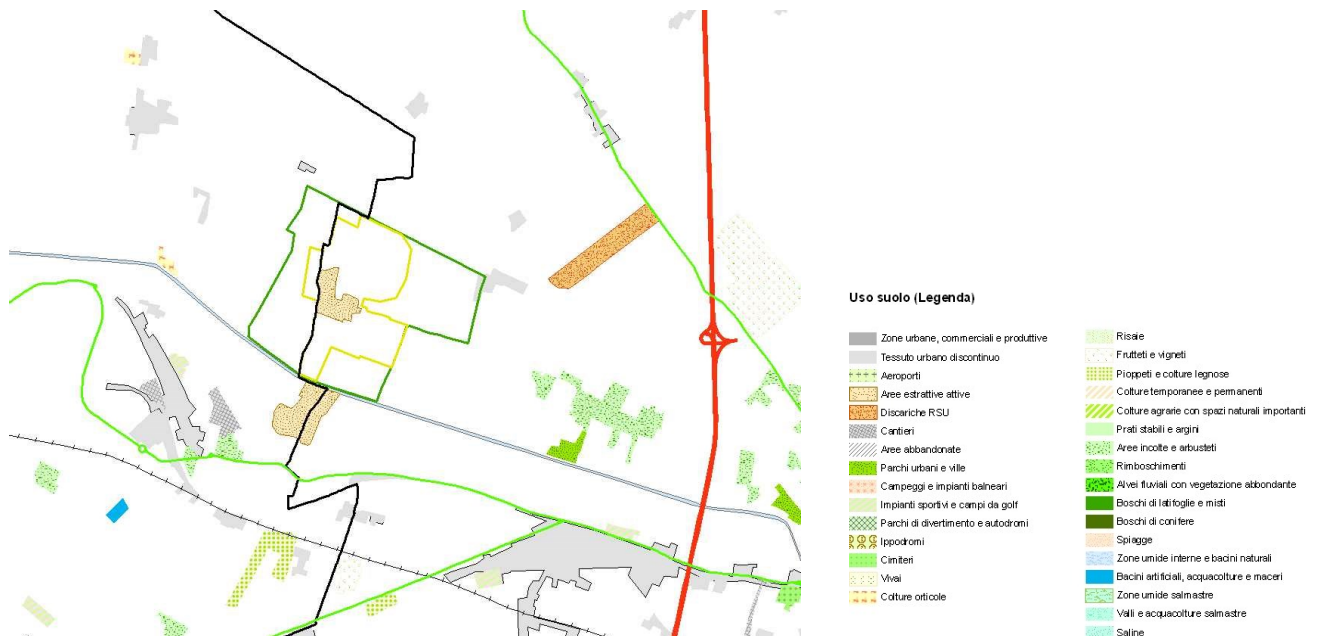 Uso suolo (Legenda)
Zone urbane, commerciali e produttive
Tessuto urbano discontinuo
Aeroporti
Aree estrattive attive
Discariche RSU
Cantieri
Aree abbandonate
Parchi urbani e ville
Campeggi e impianti balneari
Impianti sportivi e campi da golf
Parchi di divertimento e autodromi
Ippodromi
Cimiteri
Vivai
Colture orticole
Risaie
Frutteti e vigneti
Pioppeti e colture legnose
Colture temporanee e permanenti
Colture agrarie con spazi naturali importanti
Prati stabili e argini
Aree incolte e arbusteti
Rimboschimenti
Alvei fluviali con vegetazione abbondante
Boschi di latifoglie e misti
Boschi di conifere
Spiagge
Zone umide interne e bacini naturali
Bacini artificiali, acquacolture e maceri
Zone umide salmastre
Valli e acquacolture salmastre
Saline